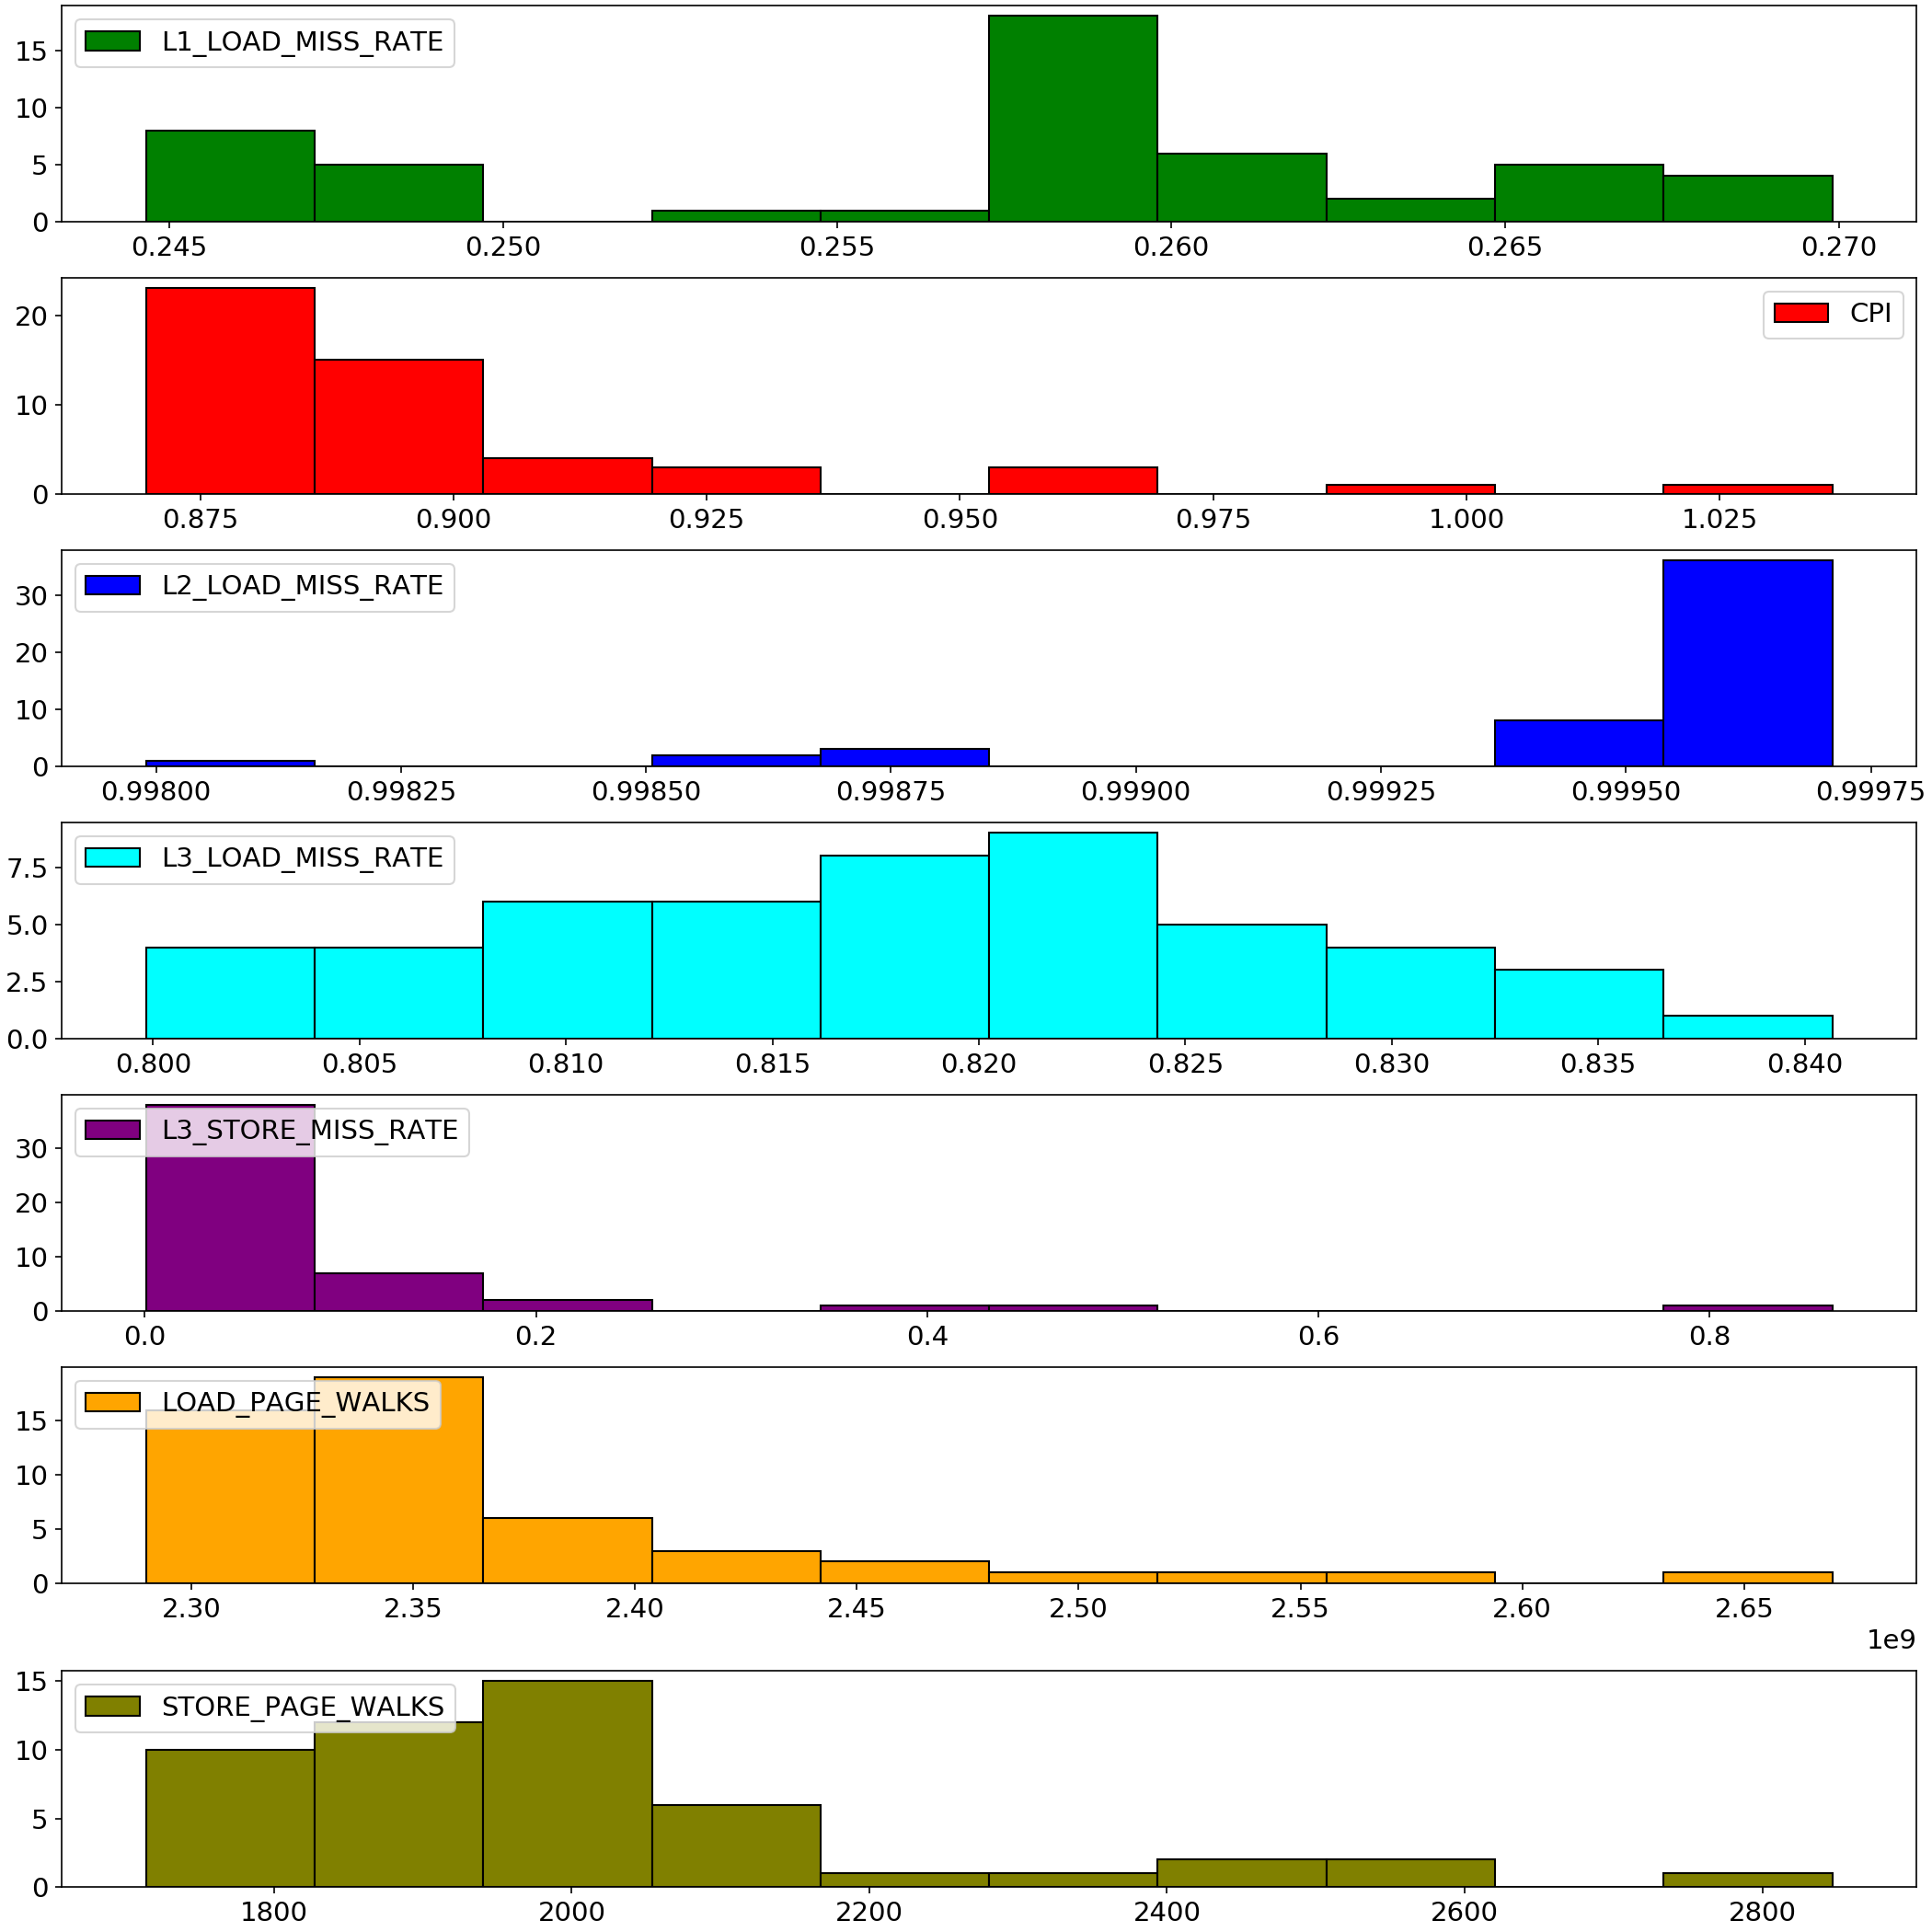 L1_LOAD_MISS_RATE
15
10
5
0
0.245 0.250 0.255 0.260 0.265 0.270
CPI
20
10
0
0.875 0.900 0.925 0.950 0.975 1.000 1.025
L2_LOAD_MISS_RATE
30
20
10
0
0.99800 0.99825 0.99850 0.99875 0.99900 0.99925 0.99950 0.99975
L3_LOAD_MISS_RATE
7.5
5.0
2.5
0.0
0.800 0.805 0.810 0.815 0.820 0.825 0.830 0.835 0.840
L3_STORE_MISS_RATE
30
20
10
0
0.0 0.2 0.4 0.6 0.8
LOAD_PAGE_WALKS
15
10
5
0
2.30 2.35 2.40 2.45 2.50 2.55 2.60 2.65
1e9
STORE_PAGE_WALKS
15
10
5
0
1800 2000 2200 2400 2600 2800